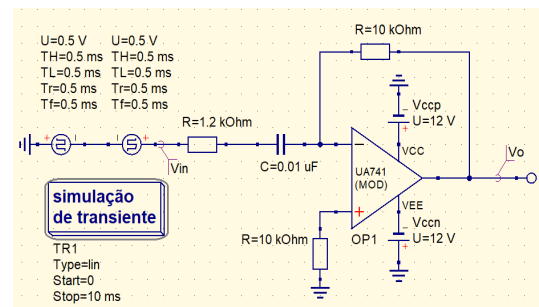 U=0.5 V
TH=0.5 ms
TL=0.5 ms
Tr=0.5 ms
Tf=0.5 ms
U=0.5 V
TH=0.5 ms
TL=0.5 ms
Tr=0.5 ms
Tf=0.5 ms
R=10 kOhm
Vccp
U=12 V
R=1.2 kOhm
Vin
C=0.01 uF
VCC
UA741
(MOD)
VEE
OP1
Vo
Vccn
U=12 V
R=10 kOhm
simulação
de transiente
TR1
Type=lin
Start=0
Stop=10 ms